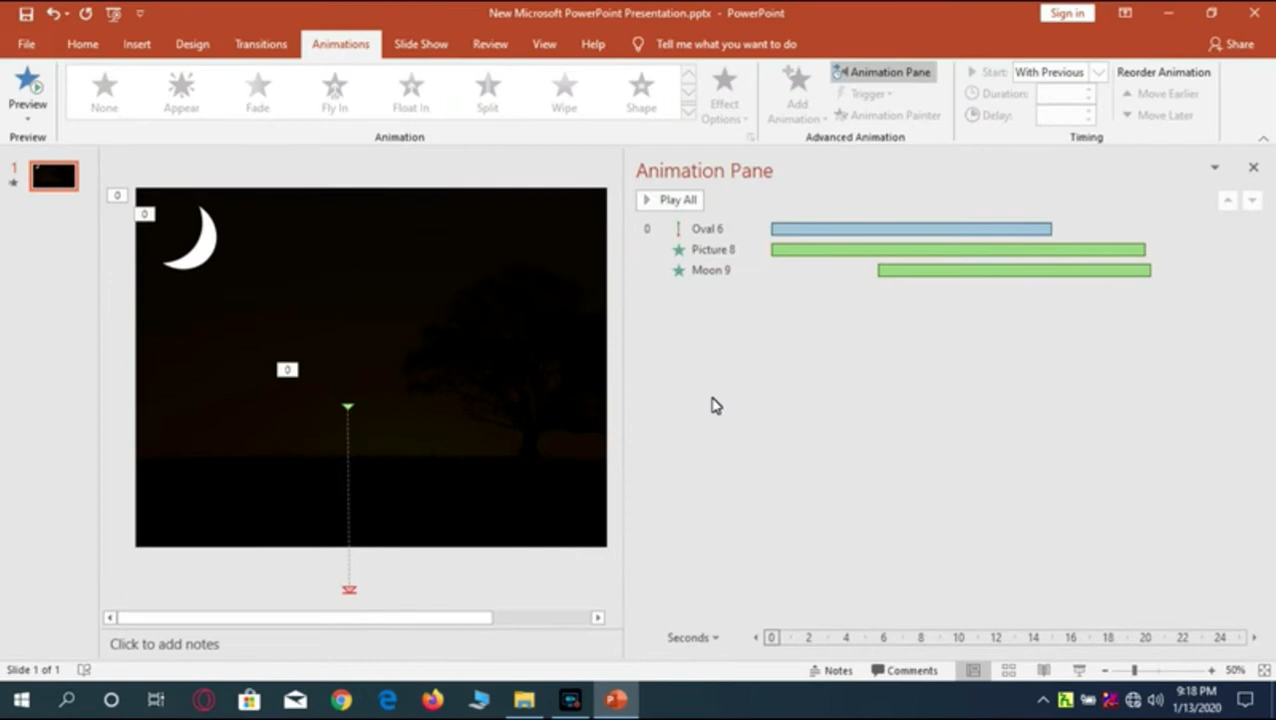 New Microsoft PowerPoint Presentation.pptx - PowerPoint
Sign in
File Home Insert Design Transitions Animations Slide Show Review View Help Tell me what you want to do Share
Preview
None Appear Fade Fly In Float In Split Wipe Shape
Effect Options
Add Animation
Animation Pane
Trigger
Animation Painter
Start: With Previous
Duration:
Delay:
Reorder Animation
Move Earlier
Move Later
Preview Animation Advanced Animation Timing
1
0
0
0
Animation Pane
Play All
0 Oval 6
Picture 8
Moon 9
Seconds 0 2 4 6 8 10 12 14 16 18 20 22 24
Click to add notes
Slide 1 of 1 Notes Comments 50%
9:18 PM
1/13/2020